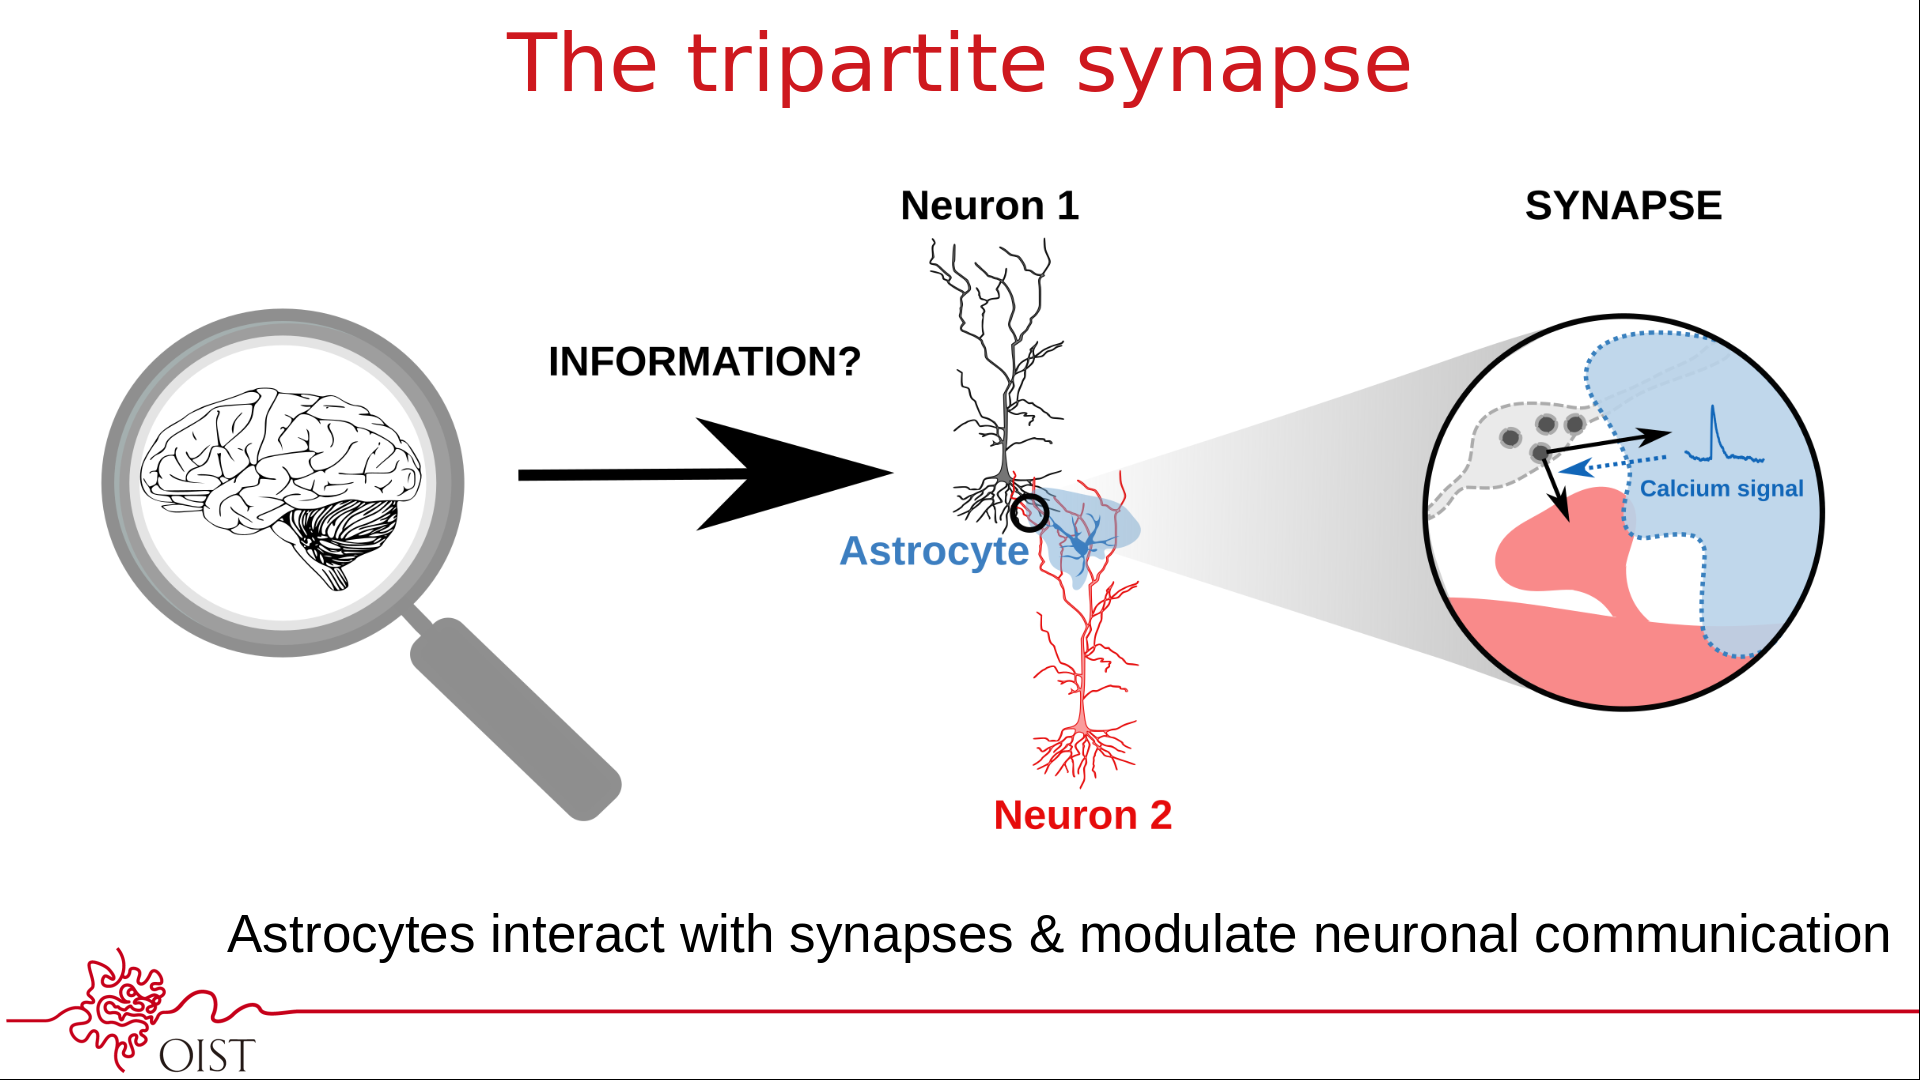 The tripartite synapse
Neuron 1
SYNAPSE
INFORMATION?
Calcium signal
Astrocyte
Neuron 2
Astrocytes interact with synapses & modulate neuronal communication
OIST